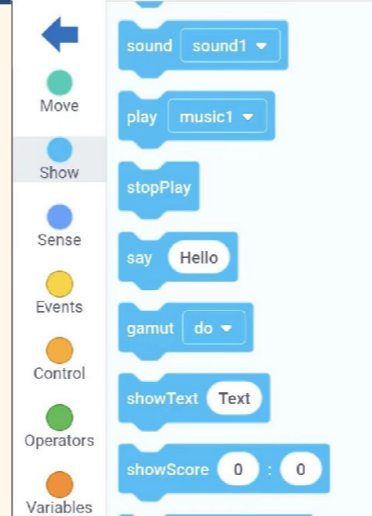 Move
Show
Sense
Events
Control
Operators
Variables
sound sound1
play music1
stopPlay
say Hello
gamut do
showText Text
showScore 0 : 0